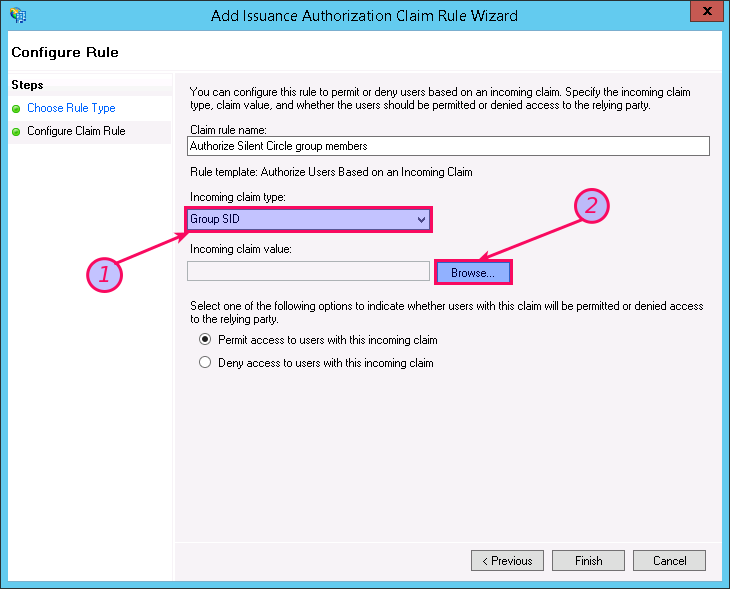 Add Issuance Authorization Claim Rule Wizard
x
Configure Rule
Steps
Choose Rule Type
Configure Claim Rule
You can configure this rule to permit or deny users based on an incoming claim. Specify the incoming claim
type, claim value, and whether the users should be permitted or denied access to the relying party.
Claim rule name:
Authorize Silent Circle group members
Rule template: Authorize Users Based on an Incoming Claim
Incoming claim type:
Group SID
2
Incoming claim value:
1
Browse...
Select one of the following options to indicate whether users with this claim will be permitted or denied access
to the relying party.
Permit access to users with this incoming claim
Deny access to users with this incoming claim
< Previous
Finish
Cancel